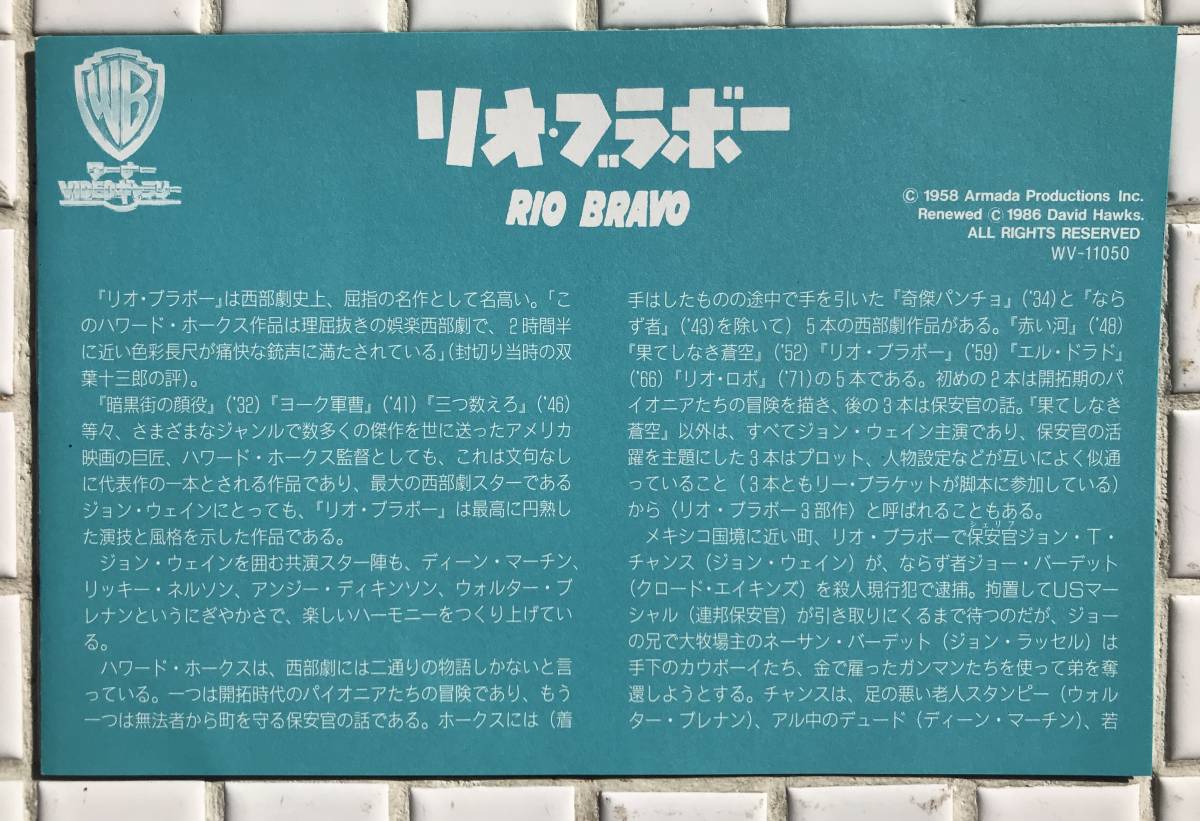 WB
ワーナー
VIDEOギャラリー
リオ・ブラボー
RIO BRAVO
© 1958 Armada Productions Inc.
Renewed © 1986 David Hawks.
ALL RIGHTS RESERVED
WV-11050
『リオ・ブラボー』は西部劇史上、屈指の名作として名高い。「こ
のハワード・ホークス作品は理屈抜きの娯楽西部劇で、2時間半
に近い色彩長尺が痛快な銃声に満たされている」(封切り当時の双
葉十三郎の評)。
『暗黒街の顔役』('32)『ヨーク軍曹』('41)『三つ数えろ』('46)
等々、さまざまなジャンルで数多くの傑作を世に送ったアメリカ
映画の巨匠、ハワード・ホークス監督としても、これは文句なし
に代表作の一本とされる作品であり、最大の西部劇スターである
ジョン・ウェインにとっても、『リオ・ブラボー』は最高に円熟し
た演技と風格を示した作品である。
ジョン・ウェインを囲む共演スター陣も、ディーン・マーチン、
リッキー・ネルソン、アンジー・ディキンソン、ウォルター・ブ
レナンというにぎやかさで、楽しいハーモニーをつくり上げてい
る。
ハワード・ホークスは、西部劇には二通りの物語しかないと言
っている。一つは開拓時代のパイオニアたちの冒険であり、もう
一つは無法者から町を守る保安官の話である。ホークスには(着
手はしたものの途中で手を引いた『奇傑パンチョ』('34)と『なら
ず者』('43)を除いて)5本の西部劇作品がある。『赤い河』('48)
『果てしなき蒼空』('52)『リオ・ブラボー』('59)『エル・ドラド』
('66)『リオ・ロボ』('71)の5本である。初めの2本は開拓期のパ
イオニアたちの冒険を描き、後の3本は保安官の話。『果てしなき
蒼空』以外は、すべてジョン・ウェイン主演であり、保安官の活
躍を主題にした3本はプロット、人物設定などが互いによく似通
っていること(3本ともリー・ブラケットが脚本に参加している)
から〈リオ・ブラボー3部作〉と呼ばれることもある。
シェリフ
メキシコ国境に近い町、リオ・ブラボーで保安官ジョン・T・
チャンス(ジョン・ウェイン)が、ならず者ジョー・バーデット
(クロード・エイキンズ)を殺人現行犯で逮捕。拘置してUSマー
シャル(連邦保安官)が引き取りにくるまで待つのだが、ジョー
の兄で大牧場主のネーサン・バーデット(ジョン・ラッセル)は
手下のカウボーイたち、金で雇ったガンマンたちを使って弟を奪
還しようとする。チャンスは、足の悪い老人スタンピー(ウォル
ター・ブレナン)、アル中のデュード(ディーン・マーチン)、若